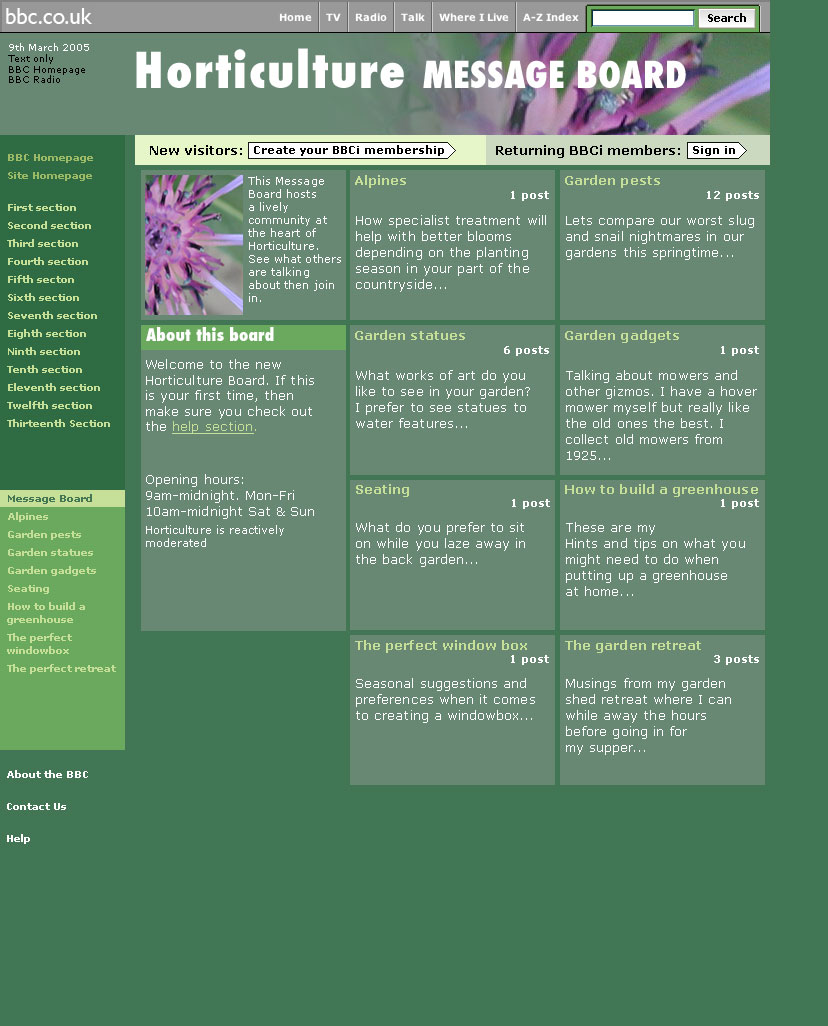 bbc.co.uk
Home
TV
Radio
Talk
Where I Live
A-Z Index
Search
9th March 2005
Text only
BBC Homepage
BBC Radio
Horticulture MESSAGE BOARD
New visitors: Create your BBCi membership
Returning BBCi members: Sign in
BBC Homepage
Site Homepage
First section
Second section
Third section
Fourth section
Fifth secton
Sixth section
Seventh section
Eighth section
Ninth section
Tenth section
Eleventh section
Twelfth section
Thirteenth Section
Message Board
Alpines
Garden pests
Garden statues
Garden gadgets
Seating
How to build a
greenhouse
The perfect
windowbox
The perfect retreat
About the BBC
Contact Us
Help
This Message
Board hosts
a lively
community at
the heart of
Horticulture.
See what others
are talking
about then join
in.
About this board
Welcome to the new
Horticulture Board. If this
is your first time, then
make sure you check out
the help section.
Opening hours:
9am-midnight. Mon-Fri
10am-midnight Sat & Sun
Horticulture is reactively
moderated
Alpines
1 post
How specialist treatment will
help with better blooms
depending on the planting
season in your part of the
countryside...
Garden pests
12 posts
Lets compare our worst slug
and snail nightmares in our
gardens this springtime...
Garden statues
6 posts
What works of art do you
like to see in your garden?
I prefer to see statues to
water features...
Garden gadgets
1 post
Talking about mowers and
other gizmos. I have a hover
mower myself but really like
the old ones the best. I
collect old mowers from
1925...
Seating
1 post
What do you prefer to sit
on while you laze away in
the back garden...
How to build a greenhouse
1 post
These are my
Hints and tips on what you
might need to do when
putting up a greenhouse
at home...
The perfect window box
1 post
Seasonal suggestions and
preferences when it comes
to creating a windowbox...
The garden retreat
3 posts
Musings from my garden
shed retreat where I can
while away the hours
before going in for
my supper...